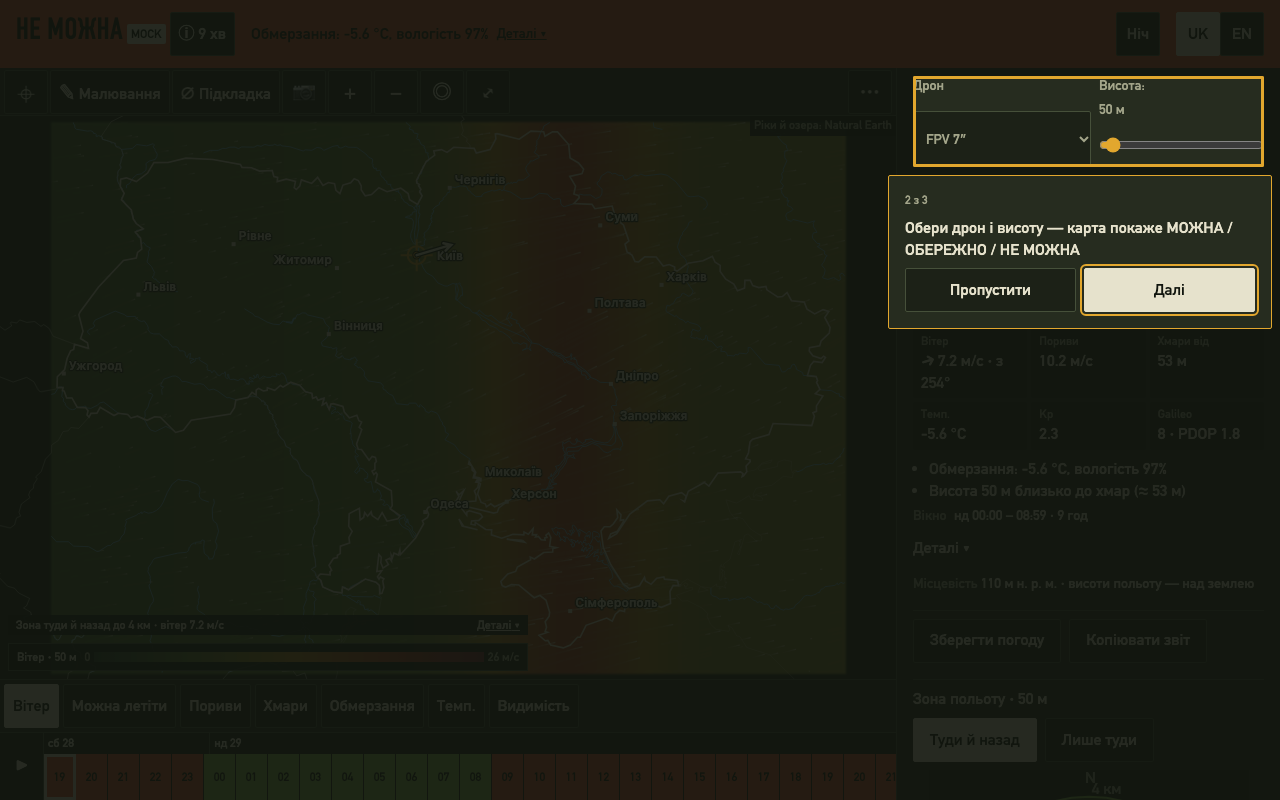 НЕ МОЖНА
МОСК
9 хв
Обмерзання: -5.6 °C, вологість 97% Деталі ▾
Ніч
UK
EN
Малювання
Підкладка
+
−
•••
Ріки й озера: Natural Earth
Чернігів
Суми
Рівне
Київ
Житомир
Харків
Львів
Полтава
Вінниця
Ужгород
Дніпро
Запоріжжя
Миколаїв
Херсон
Одеса
Сімферополь
Зона туди й назад до 4 км · вітер 7.2 м/с
Деталі ▾
Вітер · 50 м 0
26 м/с
Вітер
Можна летіти
Пориви
Хмари
Обмерзання
Темп.
Видимість
сб 28
нд 29
19 20 21 22 23 00 01 02 03 04 05 06 07 08 09 10 11 12 13 14 15 16 17 18 19 20 21
Дрон
FPV 7″
Висота:
50 м
2 з 3
Обери дрон і висоту — карта покаже МОЖНА /
ОБЕРЕЖНО / НЕ МОЖНА
Пропустити
Далі
Вітер
7.2 м/с · з
254°
Пориви
10.2 м/с
Хмари від
53 м
Темп.
-5.6 °C
Kp
2.3
Galileo
8 · PDOP 1.8
• Обмерзання: -5.6 °C, вологість 97%
• Висота 50 м близько до хмар (≈ 53 м)
Вікно нд 00:00 – 08:59 · 9 год
Деталі ▾
Місцевість 110 м н. р. м. · висоти польоту — над землею
Зберегти погоду
Копіювати звіт
Зона польоту · 50 м
Туди й назад
Лише туди
N
4 км